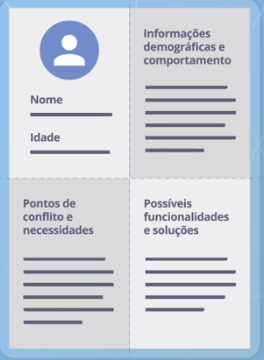 Nome
Idade
Informações
demográficas e
comportamento
Pontos de
conflito e
necessidades
Possíveis
funcionalidades
e soluções